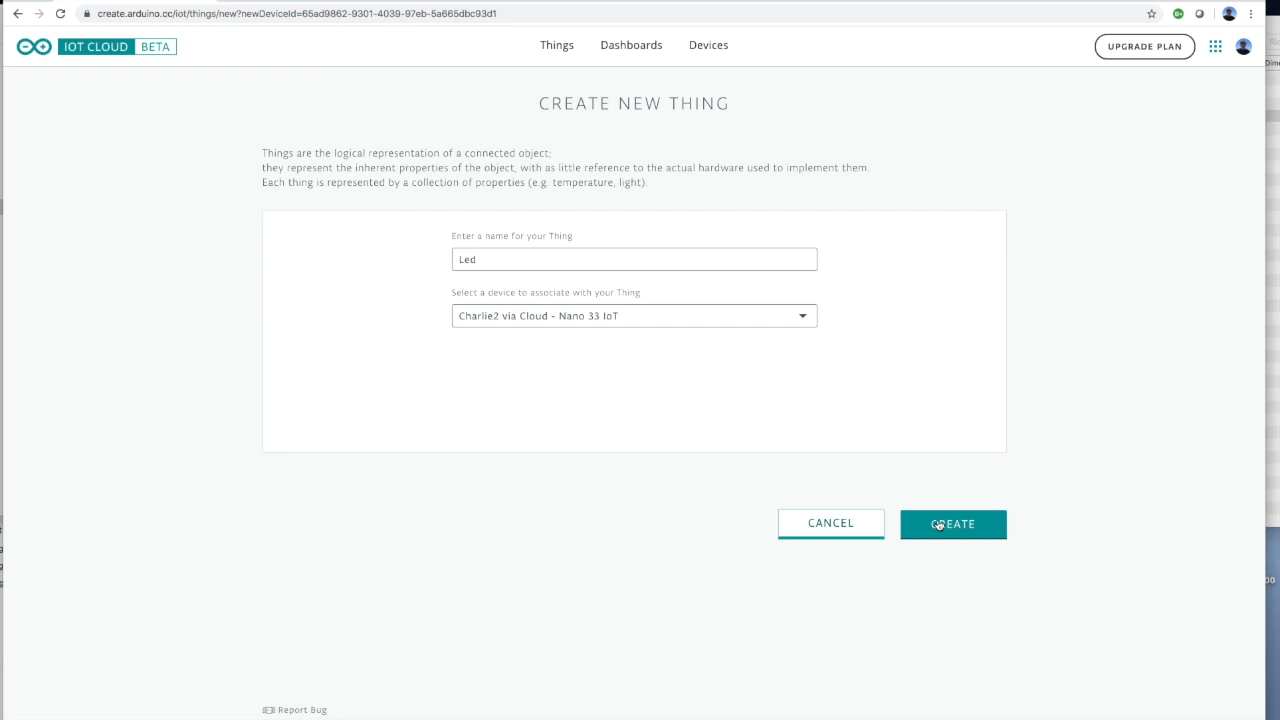 create.arduino.cc/iot/things/new?newDeviceId=65ad9862-9301-4039-97eb-5a665dbc93d1
IOT CLOUD BETA
Things Dashboards Devices
UPGRADE PLAN
CREATE NEW THING
Things are the logical representation of a connected object;
they represent the inherent properties of the object, with as little reference to the actual hardware used to implement them.
Each thing is represented by a collection of properties (e.g. temperature, light).
Enter a name for your Thing
Led
Select a device to associate with your Thing
Charlie2 via Cloud - Nano 33 IoT
CANCEL
CREATE
Report Bug